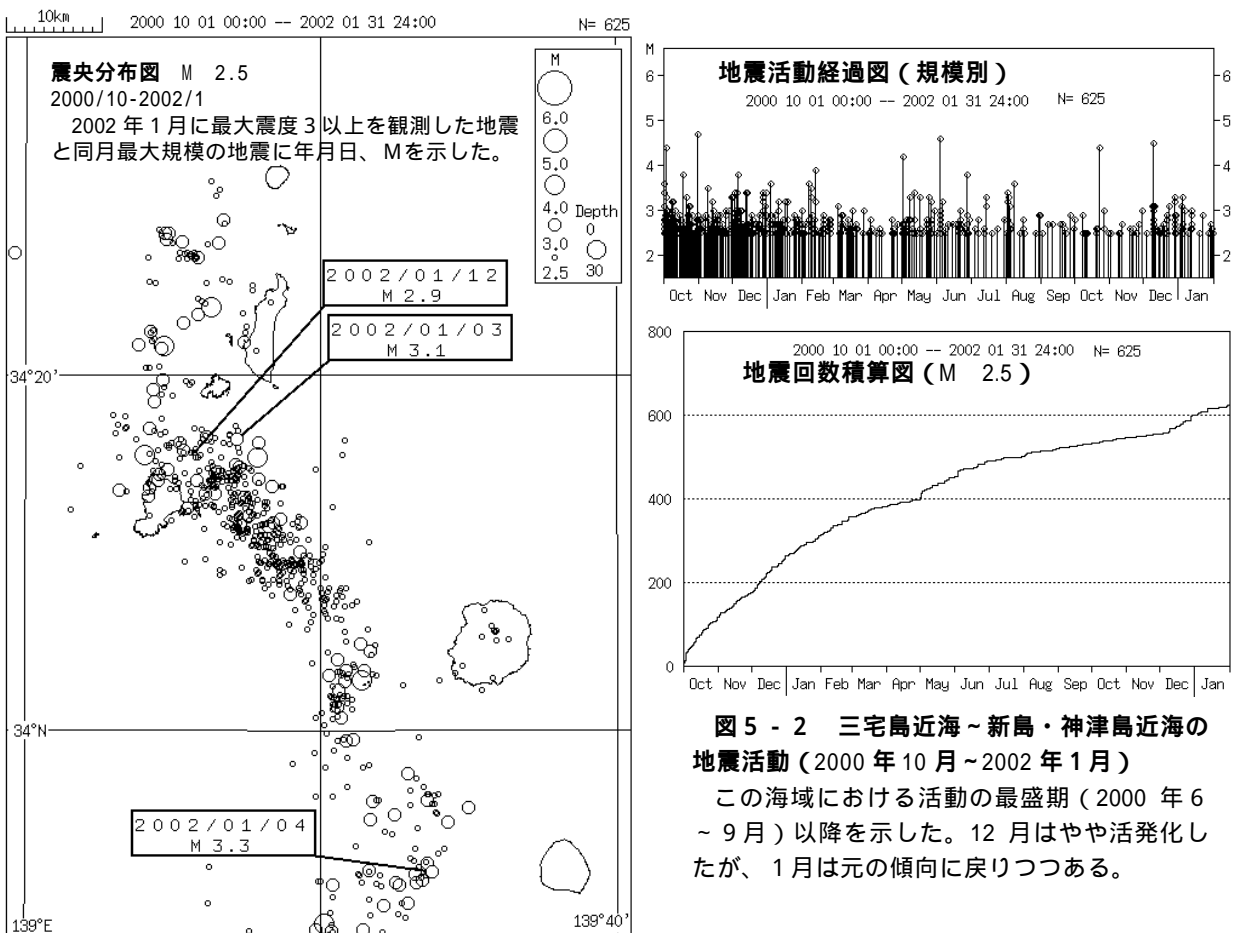 10km 2000 10 01 00:00 -- 2002 01 31 24:00 N= 625
震央分布図 M 2.5
2000/10-2002/1
2002 年 1 月に最大震度 3 以上を観測した地震
と同月最大規模の地震に年月日、Mを示した。
M
6.0
5.0
4.0
3.0
2.5
Depth
0
30
2002/01/12
M 2.9
2002/01/03
M 3.1
34°20'
34°N
2002/01/04
M 3.3
139°E
139°40'
M
地震活動経過図(規模別)
2000 10 01 00:00 -- 2002 01 31 24:00 N= 625
6
5
4
3
2
6
5
4
3
2
Oct Nov Dec Jan Feb Mar Apr May Jun Jul Aug Sep Oct Nov Dec Jan
800
2000 10 01 00:00 -- 2002 01 31 24:00 N= 625
地震回数積算図(M 2.5)
600
400
200
0
Oct Nov Dec Jan Feb Mar Apr May Jun Jul Aug Sep Oct Nov Dec Jan
図5-2 三宅島近海~新島・神津島近海の
地震活動(2000 年 10 月~2002 年 1 月)
この海域における活動の最盛期(2000 年 6
~ 9 月)以降を示した。12 月はやや活発化し
たが、1 月は元の傾向に戻りつつある。